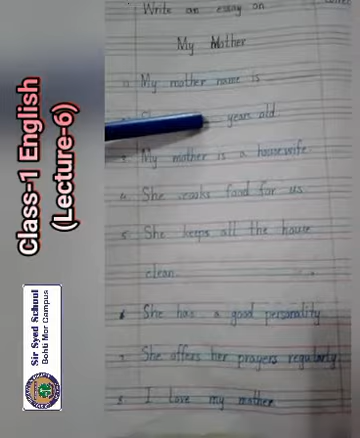 Write an essay on
My Mother
1. My mother name is
years old
3. My mother is a housewife.
4. She cooks food for us
5. She keeps all the house
clean.
6. She has a good personality
7. She offers her prayers regularly.
8. I love my mother
Class-1 English
(Lecture-6)
Sir Syed School
Bohti Mor Campus